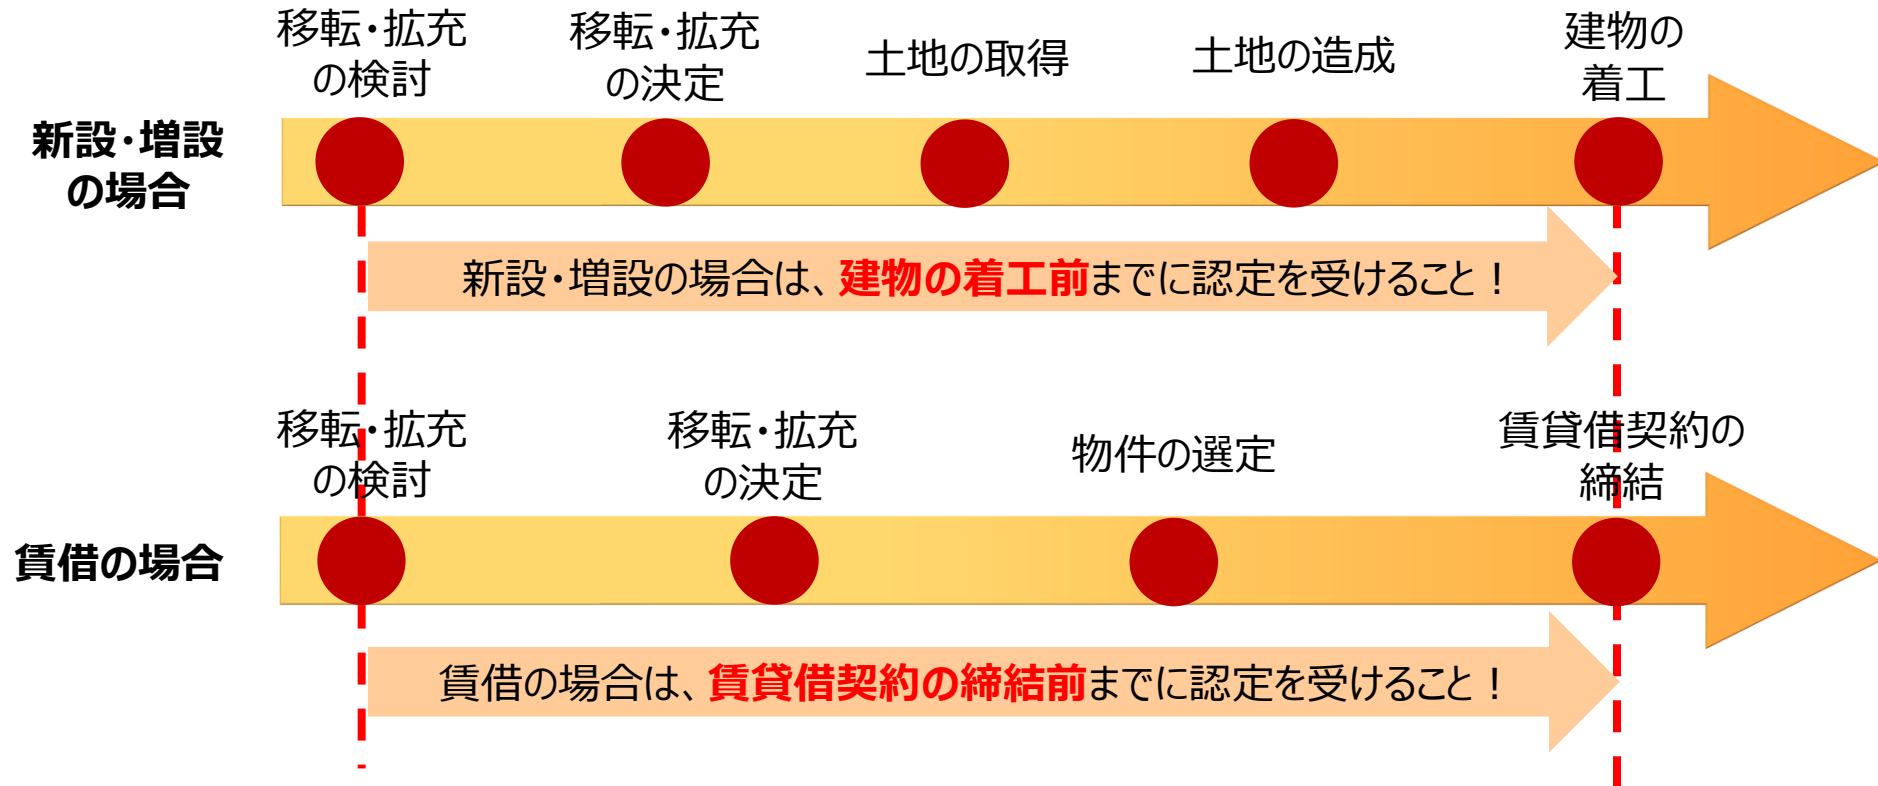 移転・拡充
の検討
移転・拡充
の決定
土地の取得
土地の造成
建物の
着工
新設・増設
の場合
新設・増設の場合は、建物の着工前までに認定を受けること！
移転・拡充
の検討
移転・拡充
の決定
物件の選定
賃貸借契約の
締結
賃借の場合
賃借の場合は、賃貸借契約の締結前までに認定を受けること！